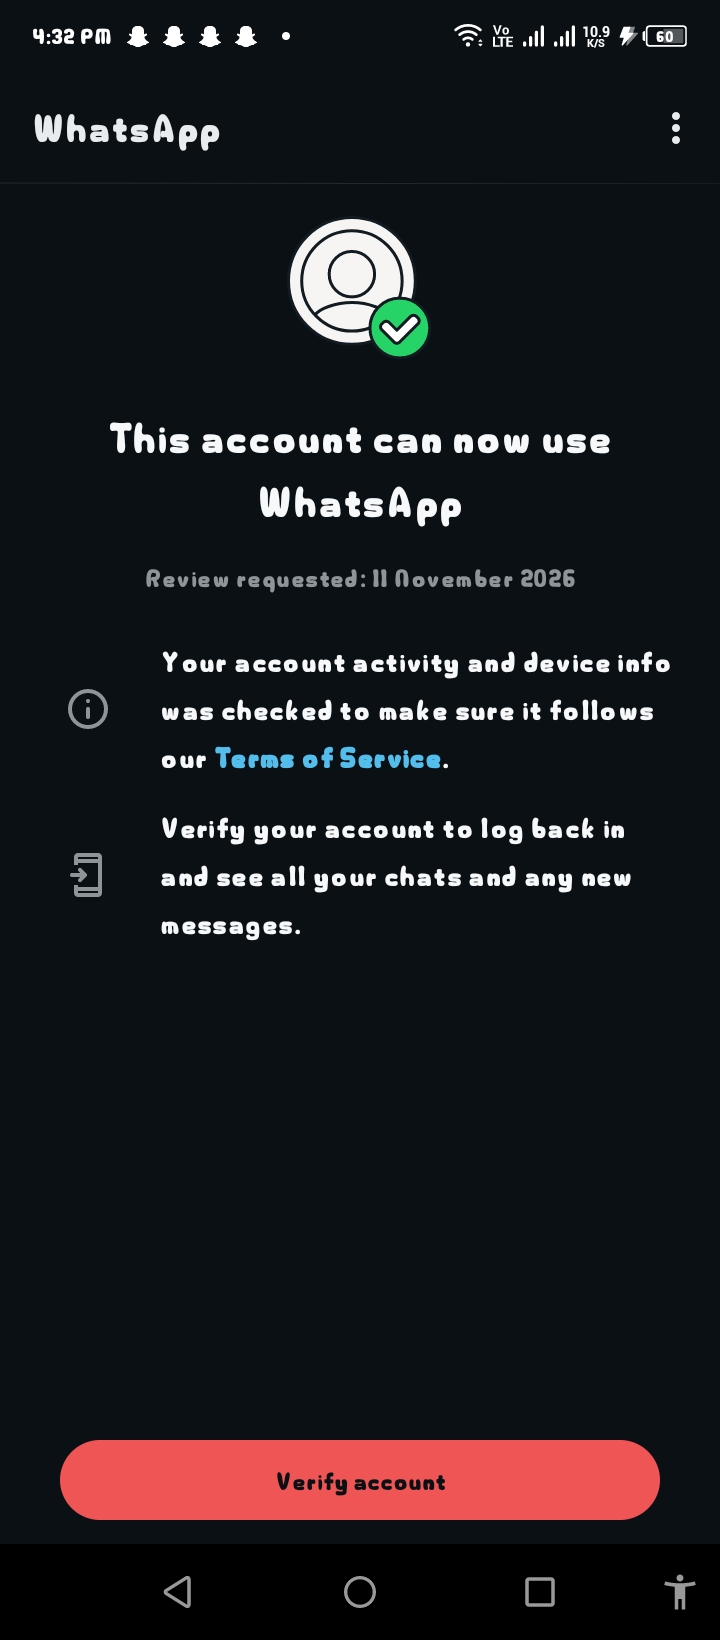 4:32 PM
Vo LTE
10.9 K/S
60
WhatsApp
This account can now use
WhatsApp
Review requested: 11 November 2026
Your account activity and device info
was checked to make sure it follows
our Terms of Service.
Verify your account to log back in
and see all your chats and any new
messages.
Verify account